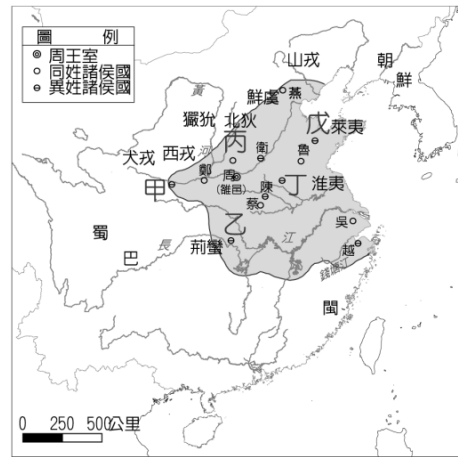 圖 例
周王室
同姓諸侯國
異姓諸侯國
山戎
朝
鮮
鮮虞
燕
黃
河
玁狁
北狄
戊
萊夷
丙
衛
魯
犬戎
西戎
鄭
周
(雒邑)
甲
陳
丁
淮夷
蔡
蜀
乙
吳
長
江
荊蠻
越
巴
錢塘江
閩
0 250 500公里